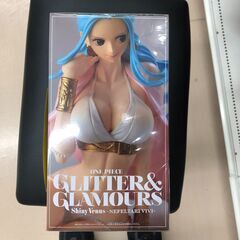 ONE PIECE
GLITTER&
GLAMOURS
Shiny Venus -NEFELTARI VIVI-